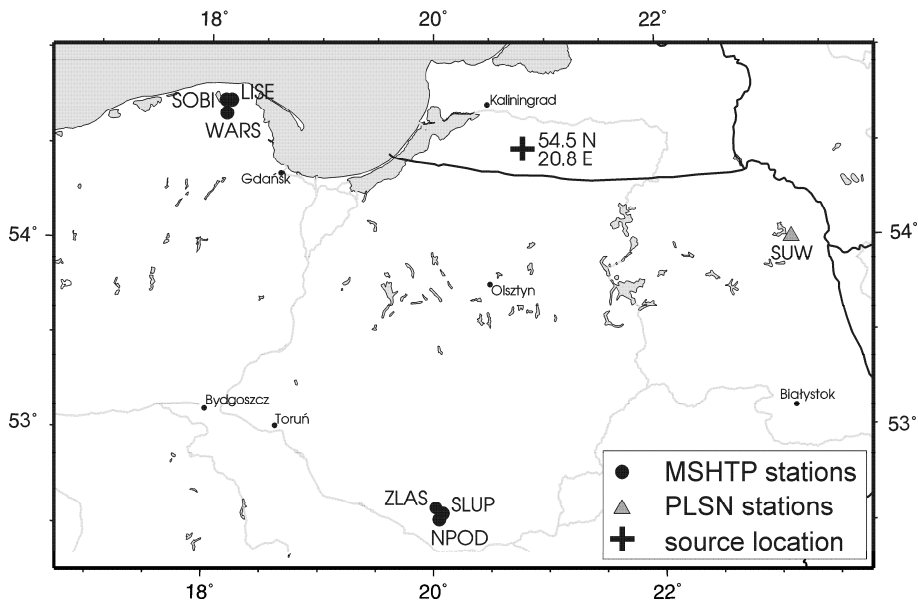 18° 20° 22°
SOBI LISE
WARS
Kaliningrad
54.5 N
20.8 E
Gdańsk
54° 54°
SUW
Olsztyn
Białystok
Bydgoszcz
Toruń
53° 53°
MSHTP stations
ZLAS SLUP
PLSN stations
NPOD
source location
18° 20° 22°